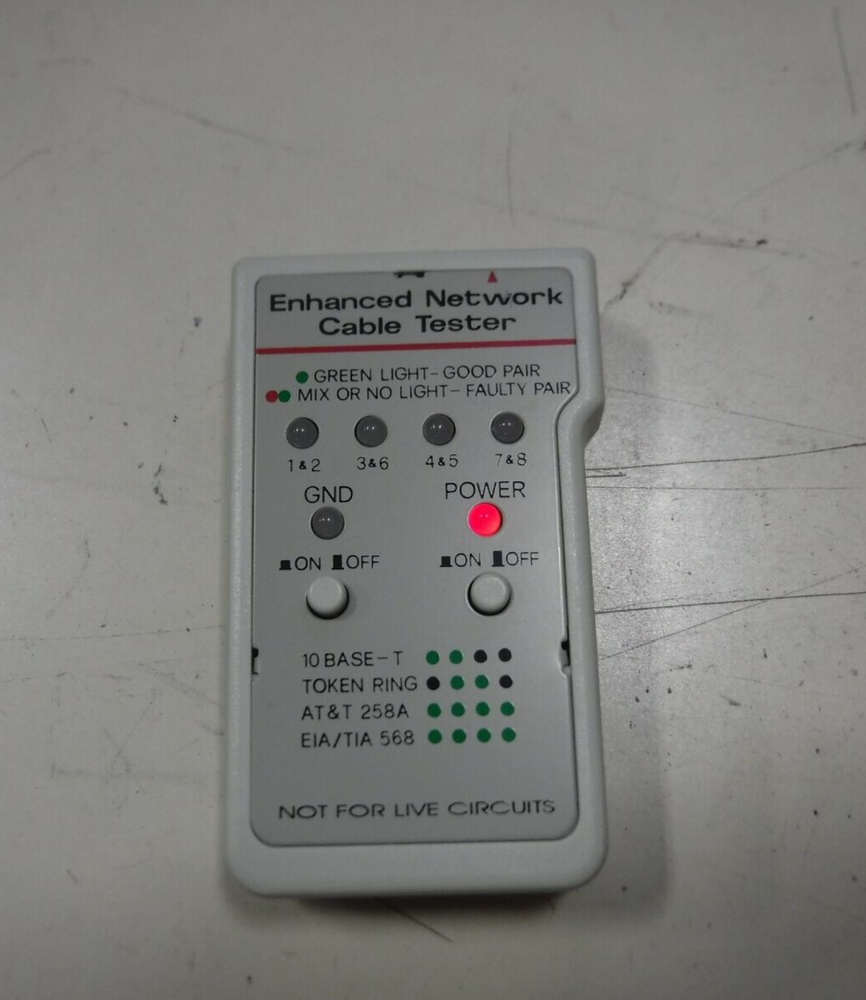 Enhanced Network
Cable Tester
GREEN LIGHT-GOOD PAIR
MIX OR NO LIGHT-FAULTY PAIR
1&2 3&6 4&5 7&8
GND POWER
ON OFF ON OFF
10 BASE-T
TOKEN RING
AT&T 258A
EIA/TIA 568
NOT FOR LIVE CIRCUITS